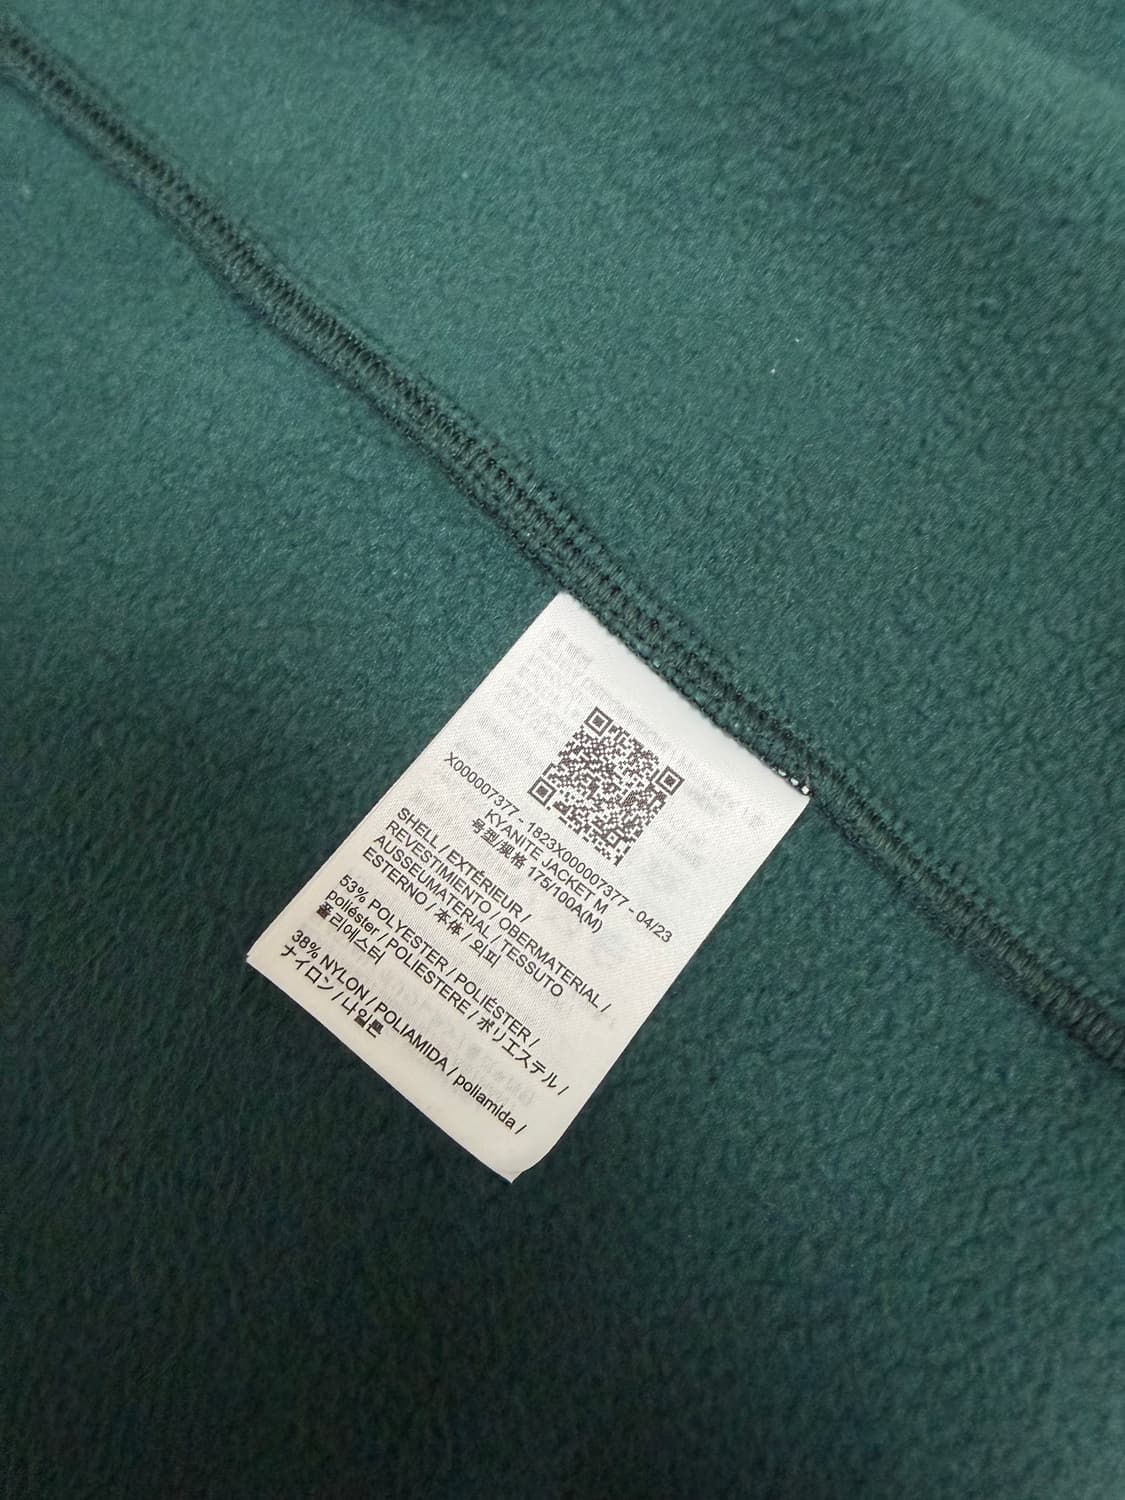 X000007377 - 1823X000007377 - 04/23
KYANITE JACKET M
号型/规格 175/100A(M)
SHELL / EXTÉRIEUR /
REVESTIMIENTO / OBERMATERIAL /
AUSSEUMATERIAL / TESSUTO
ESTERNO / 本体 / 외피
53% POLYESTER / POLIÉSTER /
poliéster / POLIESTERE / ポリエステル /
폴리에스터
38% NYLON / POLIAMIDA / poliamida /
ナイロン / 나일론